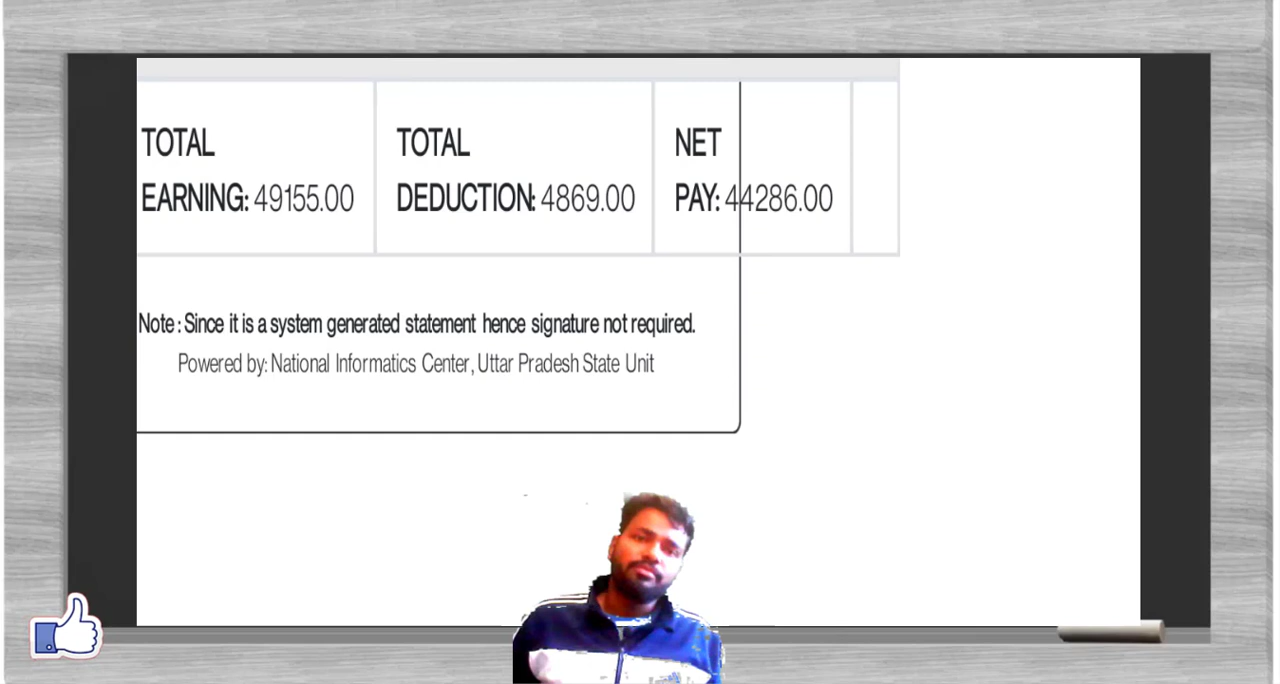 TOTAL
EARNING: 49155.00
TOTAL
DEDUCTION: 4869.00
NET
PAY: 44286.00
Note : Since it is a system generated statement hence signature not required.
Powered by: National Informatics Center, Uttar Pradesh State Unit